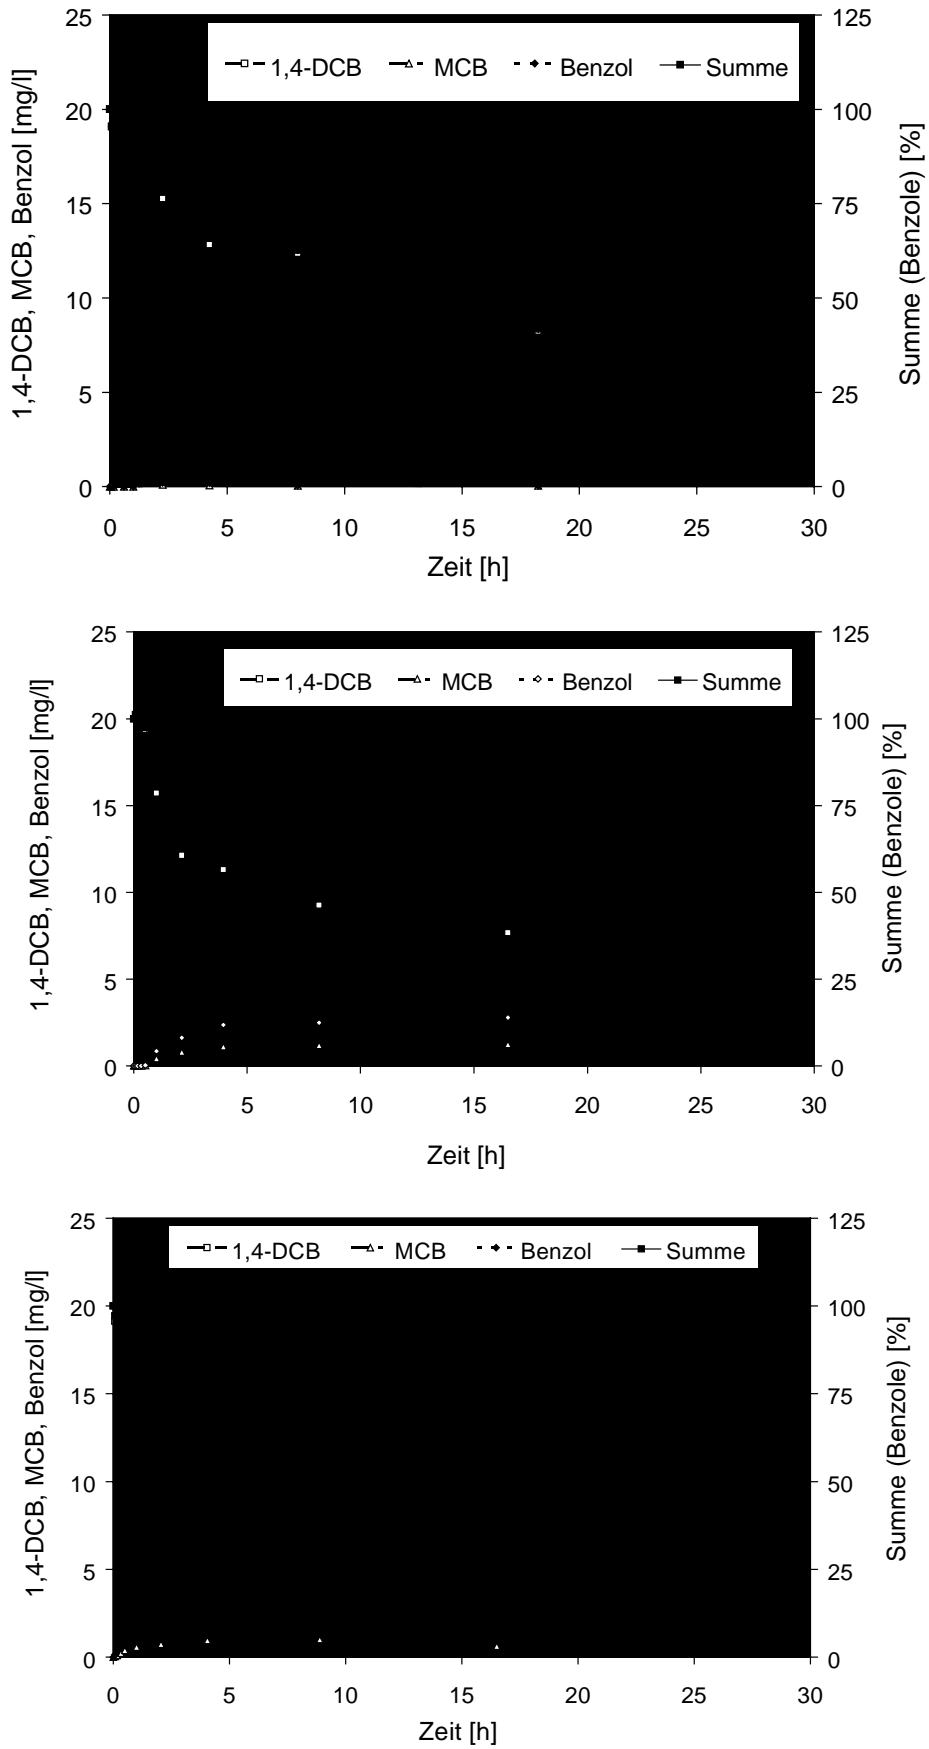 1,4-DCB MCB Benzol Summe
1,4-DCB, MCB, Benzol [mg/l]
25
20
15
10
5
0
125
100
75
50
25
0
Summe (Benzole) [%]
0 5 10 15 20 25 30
Zeit [h]
1,4-DCB MCB Benzol Summe
1,4-DCB, MCB, Benzol [mg/l]
25
20
15
10
5
0
125
100
75
50
25
0
Summe (Benzole) [%]
0 5 10 15 20 25 30
Zeit [h]
1,4-DCB MCB Benzol Summe
1,4-DCB, MCB, Benzol [mg/l]
25
20
15
10
5
0
125
100
75
50
25
0
Summe (Benzole) [%]
0 5 10 15 20 25 30
Zeit [h]